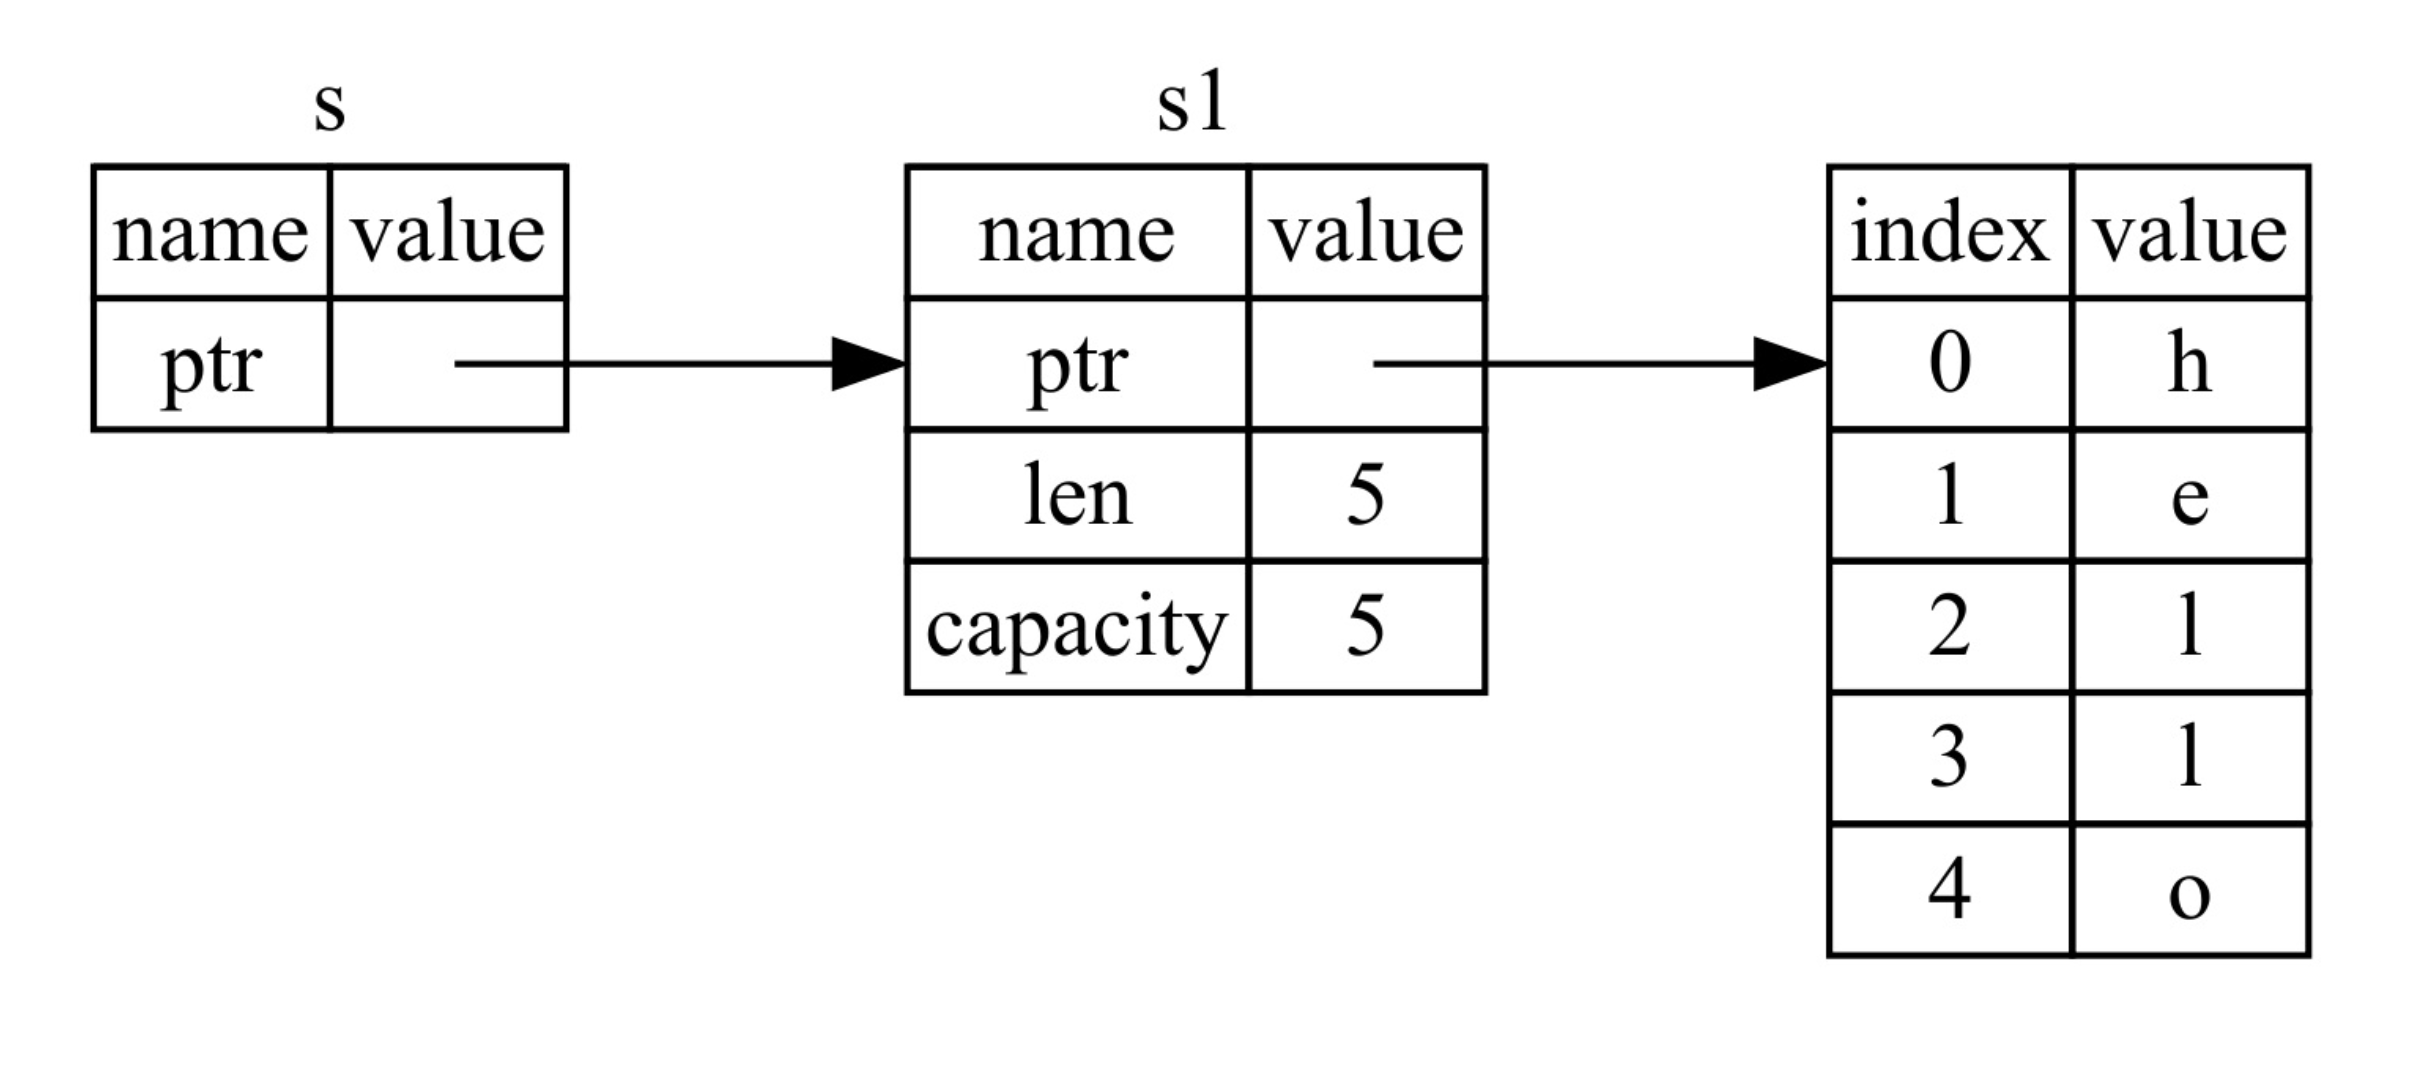 s
name value
ptr
s1
name value
ptr
len 5
capacity 5
index value
0 h
1 e
2 l
3 l
4 o